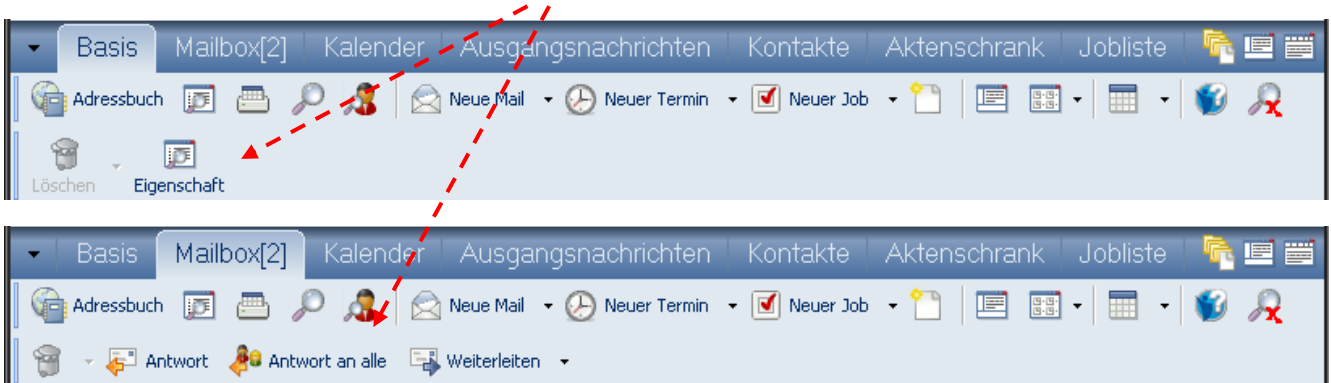 Basis Mailbox[2] Kalender Ausgangsnachrichten Kontakte Aktenschrank Jobliste
Adressbuch Neue Mail Neuer Termin Neuer Job
Löschen Eigenschaft
Basis Mailbox[2] Kalender Ausgangsnachrichten Kontakte Aktenschrank Jobliste
Adressbuch Neue Mail Neuer Termin Neuer Job
Antwort Antwort an alle Weiterleiten